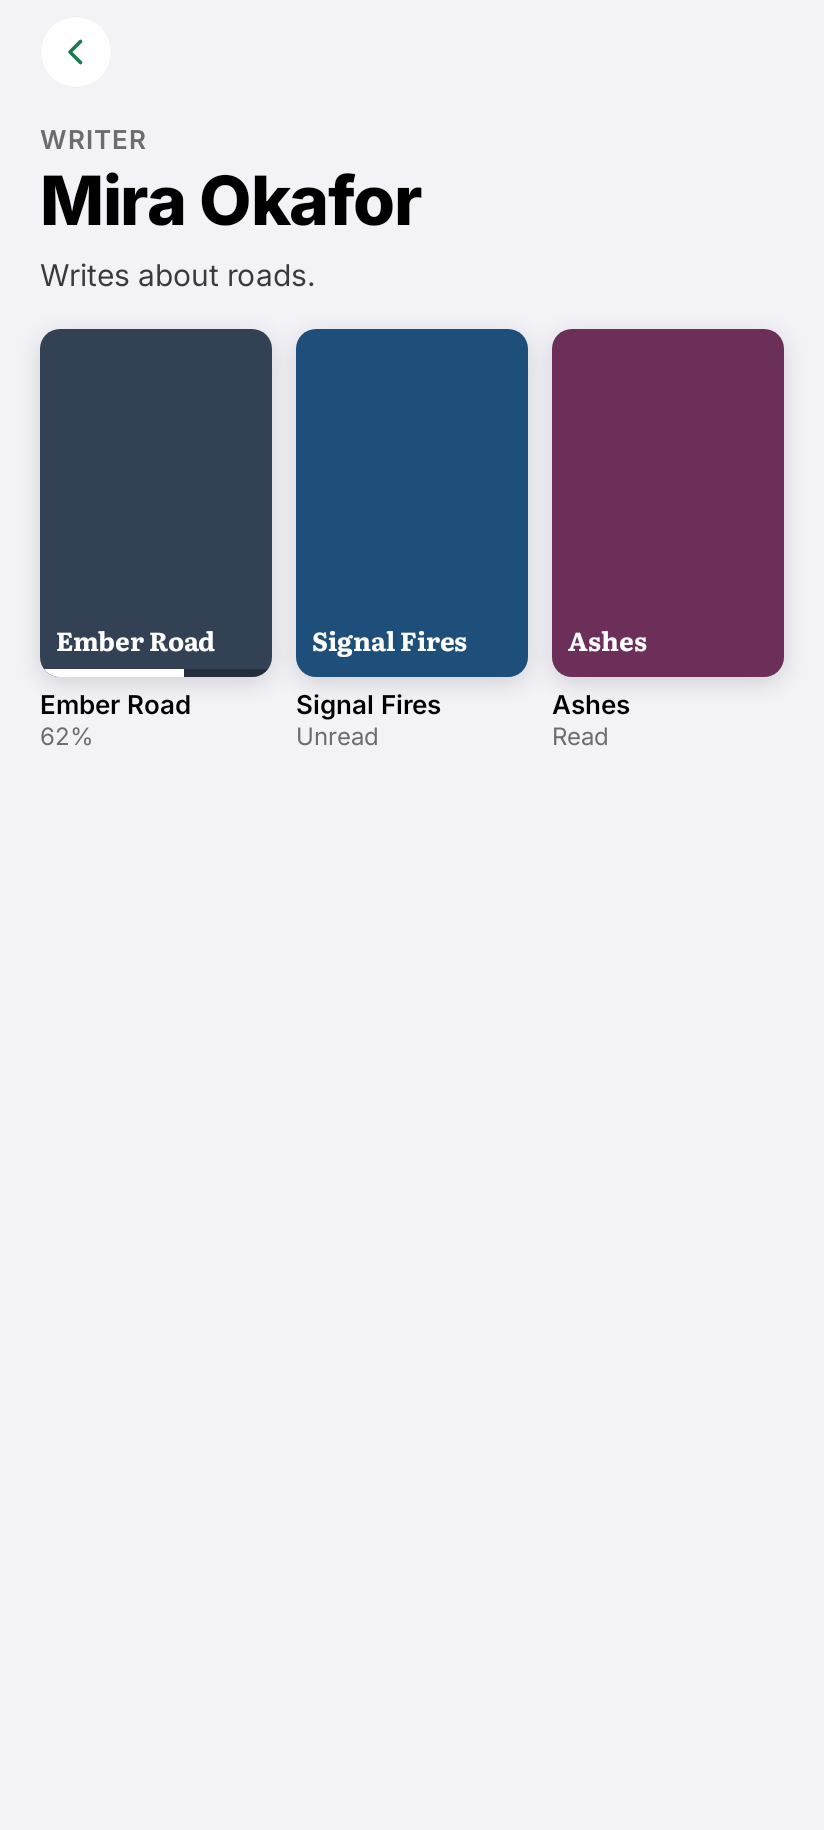 WRITER
Mira Okafor
Writes about roads.
Ember Road
Signal Fires
Ashes
Ember Road
62%
Signal Fires
Unread
Ashes
Read